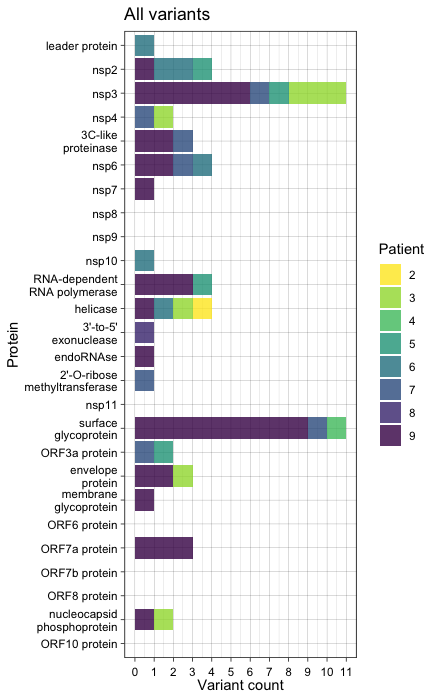 All variants
Protein
leader protein
nsp2
nsp3
nsp4
3C-like
proteinase
nsp6
nsp7
nsp8
nsp9
nsp10
RNA-dependent
RNA polymerase
helicase
3'-to-5'
exonuclease
endoRNAse
2'-O-ribose
methyltransferase
nsp11
surface
glycoprotein
ORF3a protein
envelope
protein
membrane
glycoprotein
ORF6 protein
ORF7a protein
ORF7b protein
ORF8 protein
nucleocapsid
phosphoprotein
ORF10 protein
0 1 2 3 4 5 6 7 8 9 10 11
Variant count
Patient
2
3
4
5
6
7
8
9